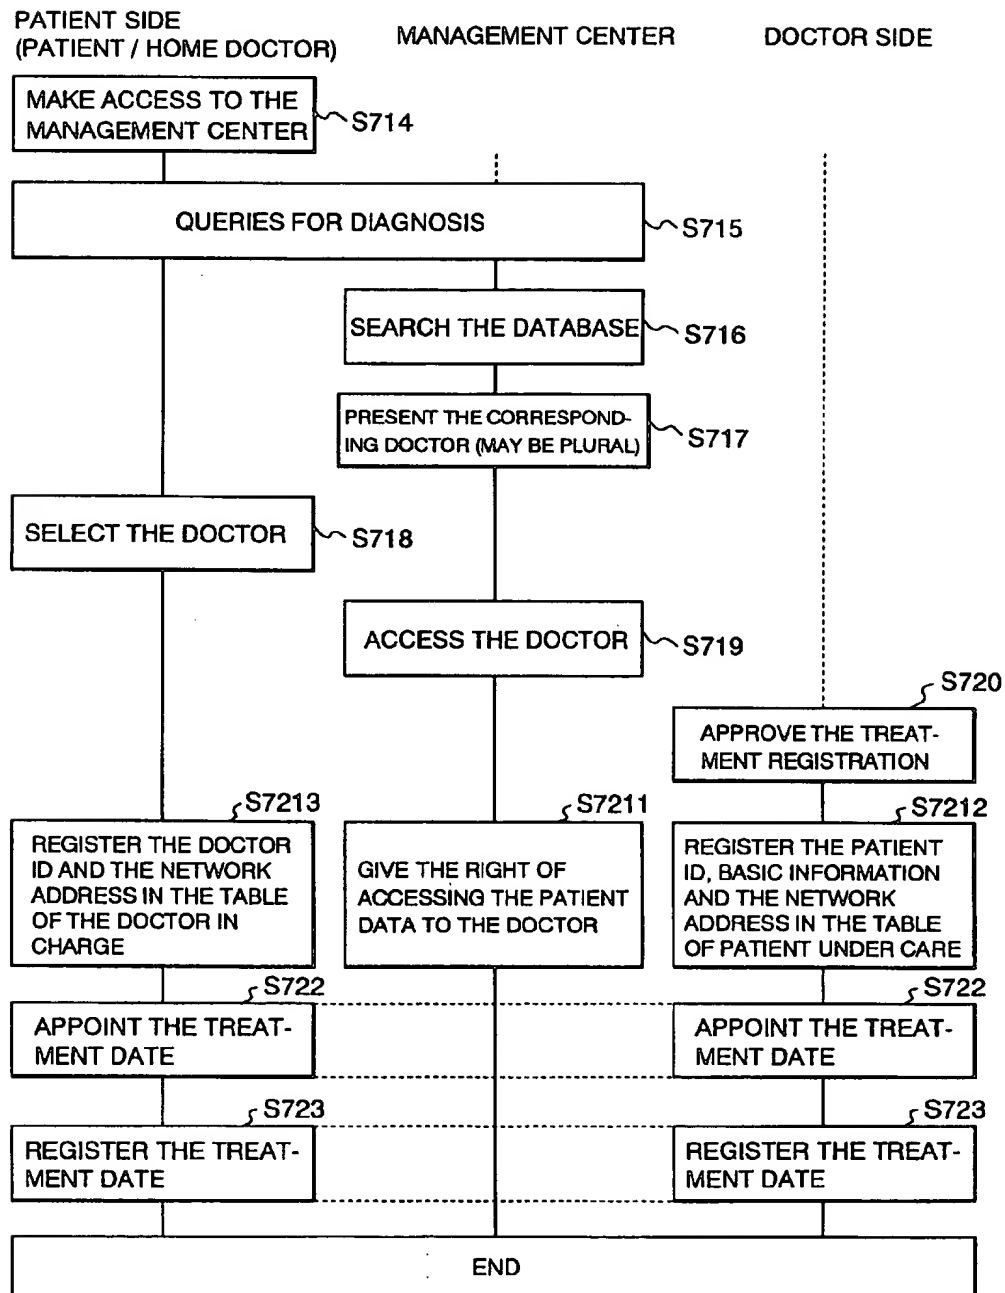 PATIENT SIDE
(PATIENT / HOME DOCTOR)
MANAGEMENT CENTER
DOCTOR SIDE
MAKE ACCESS TO THE
MANAGEMENT CENTER
S714
QUERIES FOR DIAGNOSIS
S715
SEARCH THE DATABASE
S716
PRESENT THE CORRESPOND-
ING DOCTOR (MAY BE PLURAL)
S717
SELECT THE DOCTOR
S718
ACCESS THE DOCTOR
S719
S720
APPROVE THE TREAT-
MENT REGISTRATION
S7213
REGISTER THE DOCTOR
ID AND THE NETWORK
ADDRESS IN THE TABLE
OF THE DOCTOR IN
CHARGE
S7211
GIVE THE RIGHT OF
ACCESSING THE PATIENT
DATA TO THE DOCTOR
S7212
REGISTER THE PATIENT
ID, BASIC INFORMATION
AND THE NETWORK
ADDRESS IN THE TABLE
OF PATIENT UNDER CARE
S722
APPOINT THE TREAT-
MENT DATE
S722
APPOINT THE TREAT-
MENT DATE
S723
REGISTER THE TREAT-
MENT DATE
S723
REGISTER THE TREAT-
MENT DATE
END